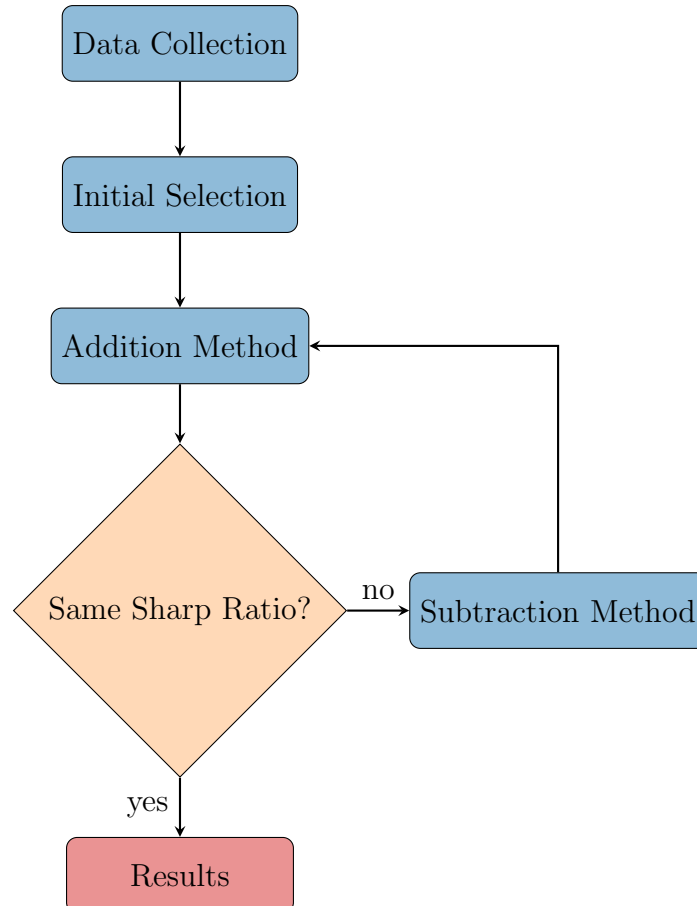 Data Collection
Initial Selection
Addition Method
Same Sharp Ratio?
no
Subtraction Method
yes
Results